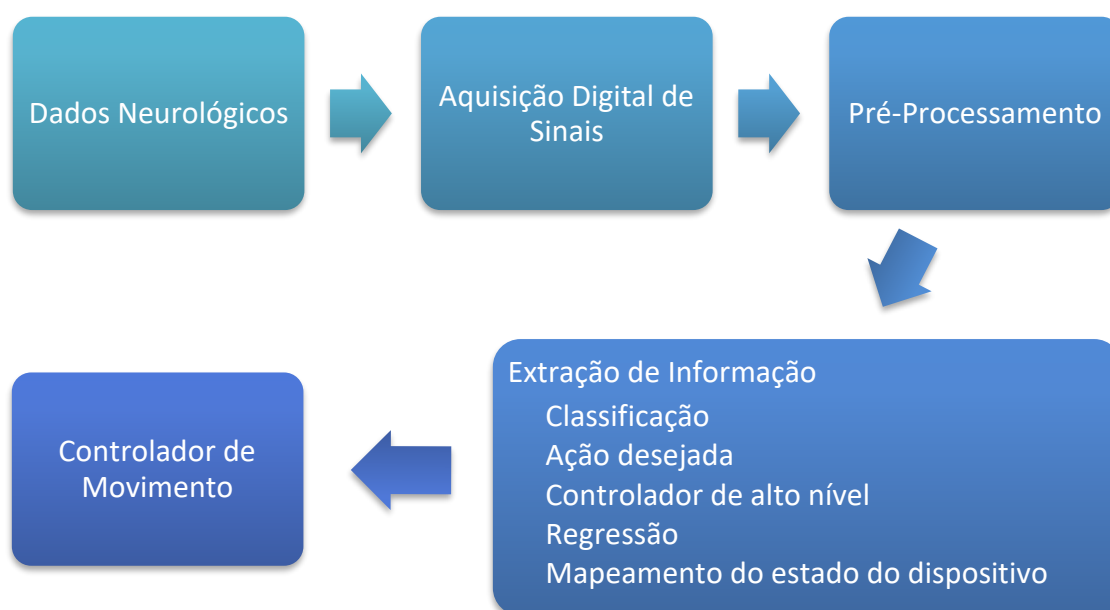 Dados Neurológicos
Aquisição Digital de
Sinais
Pré-Processamento
Extração de Informação
Classificação
Ação desejada
Controlador de alto nível
Regressão
Mapeamento do estado do dispositivo
Controlador de
Movimento